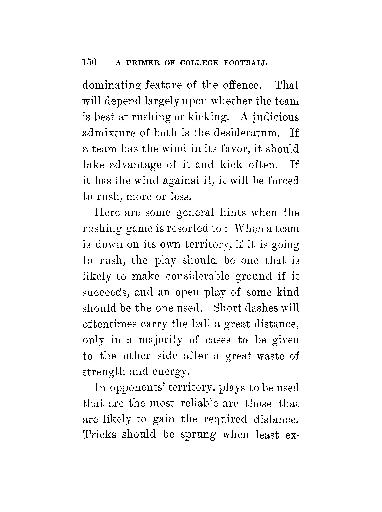 150 A PRIMER OF COLLEGE FOOTBALL
dominating feature of the offence. That
will depend largely upon whether the team
is best at rushing or kicking. A judicious
admixture of both is the desideratum. If
a team has the wind in its favor, it should
take advantage of it and kick often. If
it has the wind against it, it will be forced
to rush, more or less.
Here are some general hints when the
rushing game is resorted to: When a team
is down on its own territory, if it is going
to rush, the play should be one that is
likely to make considerable ground if it
succeeds, and an open play of some kind
should be the one used. Short dashes will
oftentimes carry the ball a great distance,
only in a majority of cases to be given
to the other side after a great waste of
strength and energy.
In opponents' territory, plays to be used
that are the most reliable are those that
are likely to gain the required distance.
Tricks should be sprung when least ex-